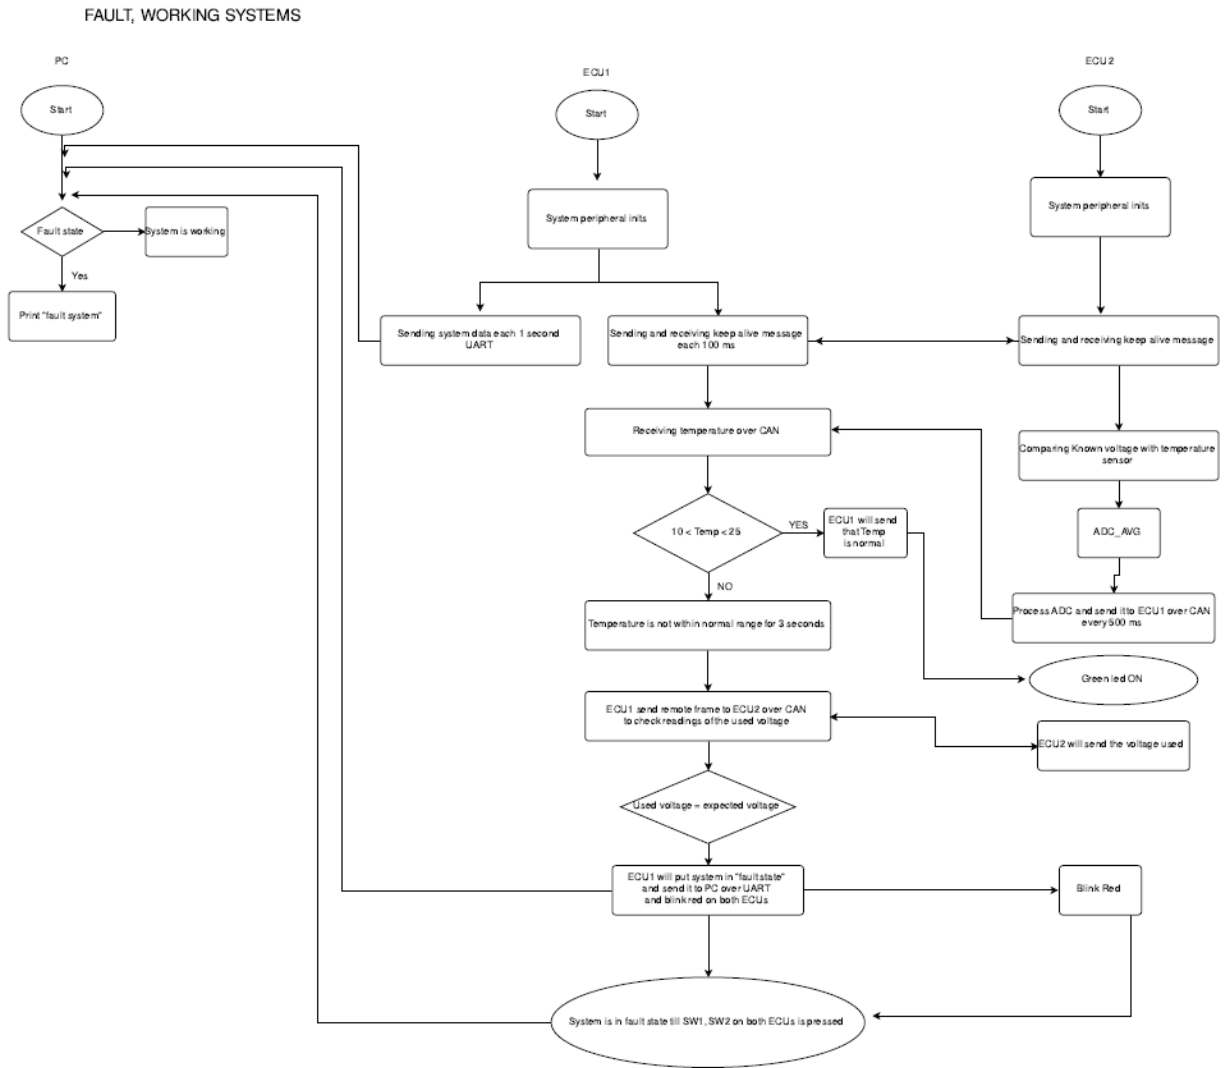 FAULT, WORKING SYSTEMS
PC
Start
Fault state
System is working
Yes
Print "fault system"
ECU1
Start
System peripheral inits
Sending system data each 1 second
UART
Sending and receiving keep alive message
each 100 ms
Receiving temperature over CAN
10 < Temp < 25
YES
ECU1 will send
that Temp
is normal
NO
Temperature is not within normal range for 3 seconds
ECU1 send remote frame to ECU2 over CAN
to check readings of the used voltage
Used voltage = expected voltage
ECU1 will put system in "fault state"
and send it to PC over UART
and blink red on both ECUs
System is in fault state till SW1, SW2 on both ECUs is pressed
ECU2
Start
System peripheral inits
Sending and receiving keep alive message
Comparing Known voltage with temperature
sensor
ADC_AVG
Process ADC and send it to ECU1 over CAN
every 500 ms
Green led ON
ECU2 will send the voltage used
Blink Red